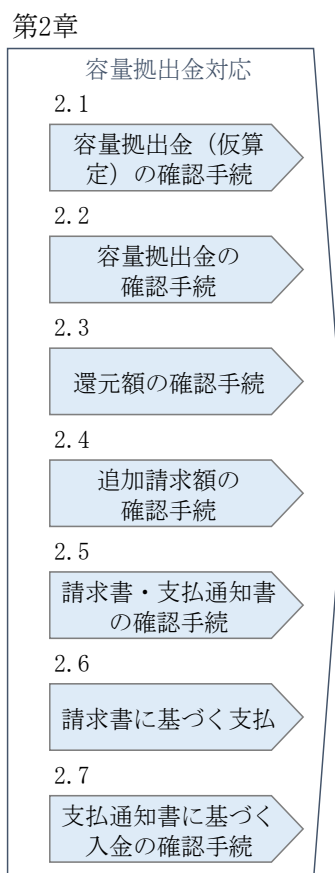 第2章
容量拠出金対応
2.1
容量拠出金（仮算
定）の確認手続
2.2
容量拠出金の
確認手続
2.3
還元額の確認手続
2.4
追加請求額の
確認手続
2.5
請求書・支払通知書
の確認手続
2.6
請求書に基づく支払
2.7
支払通知書に基づく
入金の確認手続